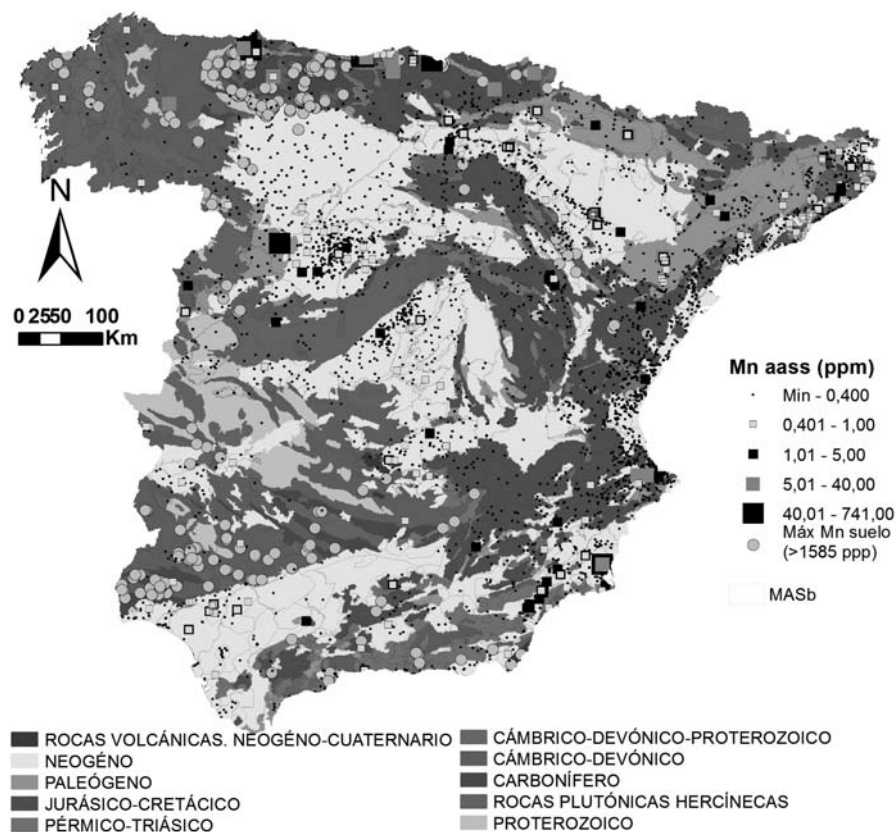 N
0 2550 100
Km
Mn aass (ppm)
Min - 0,400
0,401 - 1,00
1,01 - 5,00
5,01 - 40,00
40,01 - 741,00
Máx Mn suelo
(>1585 ppp)
MASb
ROCAS VOLCÁNICAS. NEOGÉNO-CUATERNARIO
NEOGÉNO
PALEÓGENO
JURÁSICO-CRETÁCICO
PÉRMICO-TRIÁSICO
CÁMBRICO-DEVÓNICO-PROTEROZOICO
CÁMBRICO-DEVÓNICO
CARBONÍFERO
ROCAS PLUTÓNICAS HERCÍNECAS
PROTEROZOICO